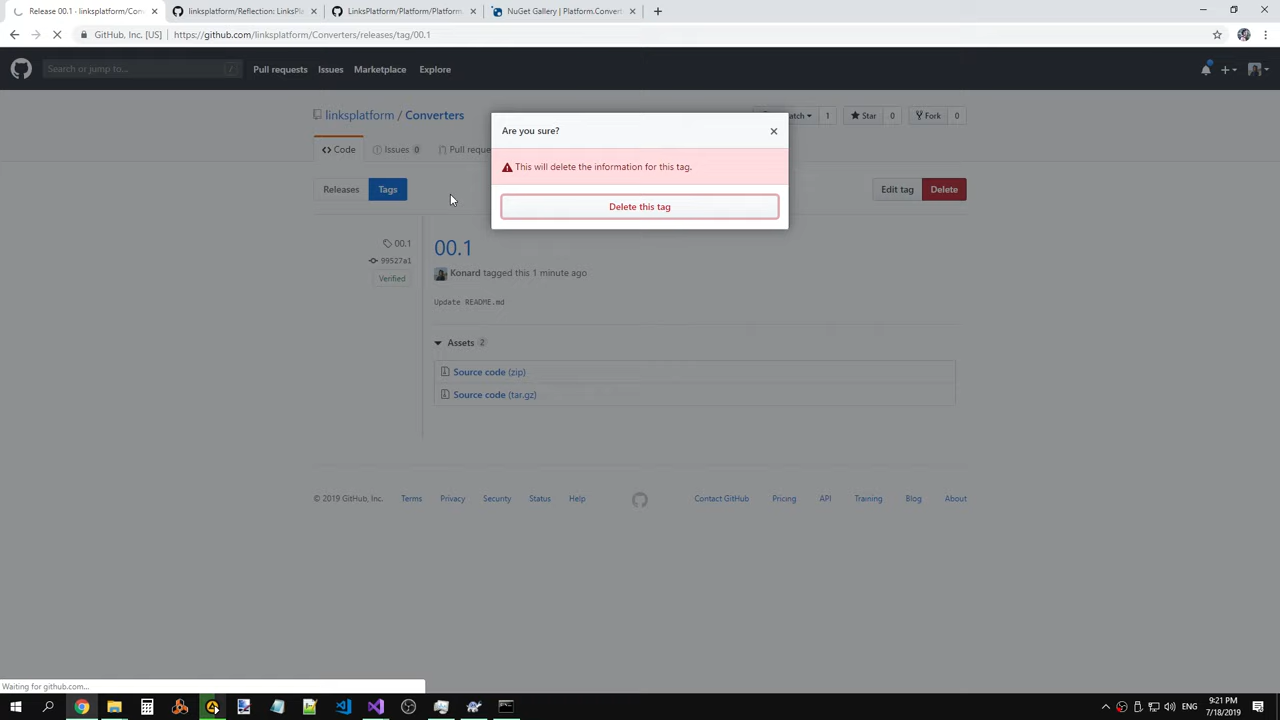 Release 00.1 - linksplatform/Con
linksplatform/Reflection: LinksPl
LinksPlatform/Platform/Platform.
NuGet Gallery | Platform.Convert
GitHub, Inc. [US]
https://github.com/linksplatform/Converters/releases/tag/00.1
Search or jump to...
/
Pull requests
Issues
Marketplace
Explore
linksplatform / Converters
atch
1
Star
0
Fork
0
Code
Issues 0
Pull reque
Are you sure?
This will delete the information for this tag.
Delete this tag
Releases
Tags
Edit tag
Delete
00.1
99527a1
Verified
00.1
Konard tagged this 1 minute ago
Update README.md
Assets 2
Source code (zip)
Source code (tar.gz)
© 2019 GitHub, Inc.
Terms
Privacy
Security
Status
Help
Contact GitHub
Pricing
API
Training
Blog
About
Waiting for github.com...
ENG
9:21 PM
7/18/2019